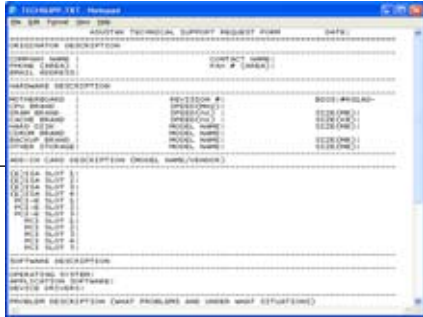 TECHSUPP.TXT - Notepad
File Edit Format View Help
ASUSTEK TECHNICAL SUPPORT REQUEST FORM DATE:
ORIGINATOR DESCRIPTION
COMPANY NAME : CONTACT NAME:
PHONE (AREA) : FAX # (AREA):
EMAIL ADDRESS:
HARDWARE DESCRIPTION
MOTHERBOARD : REVISION #: BIOS:
CPU BRAND : SPEED(MHz):
DRAM BRAND : SPEED(ns) : SIZE(MB):
CACHE BRAND : SPEED(ns) : SIZE(KB):
HARD DISK : MODEL NAME: SIZE(MB):
CDROM BRAND : MODEL NAME:
BACKUP BRAND : MODEL NAME: SIZE(MB):
OTHER STORAGE: MODEL NAME: SIZE(MB):
ADD-ON CARD DESCRIPTION (MODEL NAME/VENDOR)
(E)ISA SLOT 1:
(E)ISA SLOT 2:
(E)ISA SLOT 3:
(E)ISA SLOT 4:
PCI-E SLOT 1:
PCI-E SLOT 2:
PCI-E SLOT 3:
PCI SLOT 1:
PCI SLOT 2:
PCI SLOT 3:
PCI SLOT 4:
PCI SLOT 5:
SOFTWARE DESCRIPTION
OPERATING SYSTEM:
APPLICATION SOFTWARE:
DEVICE DRIVERS:
PROBLEM DESCRIPTION (WHAT PROBLEMS AND UNDER WHAT SITUATIONS)